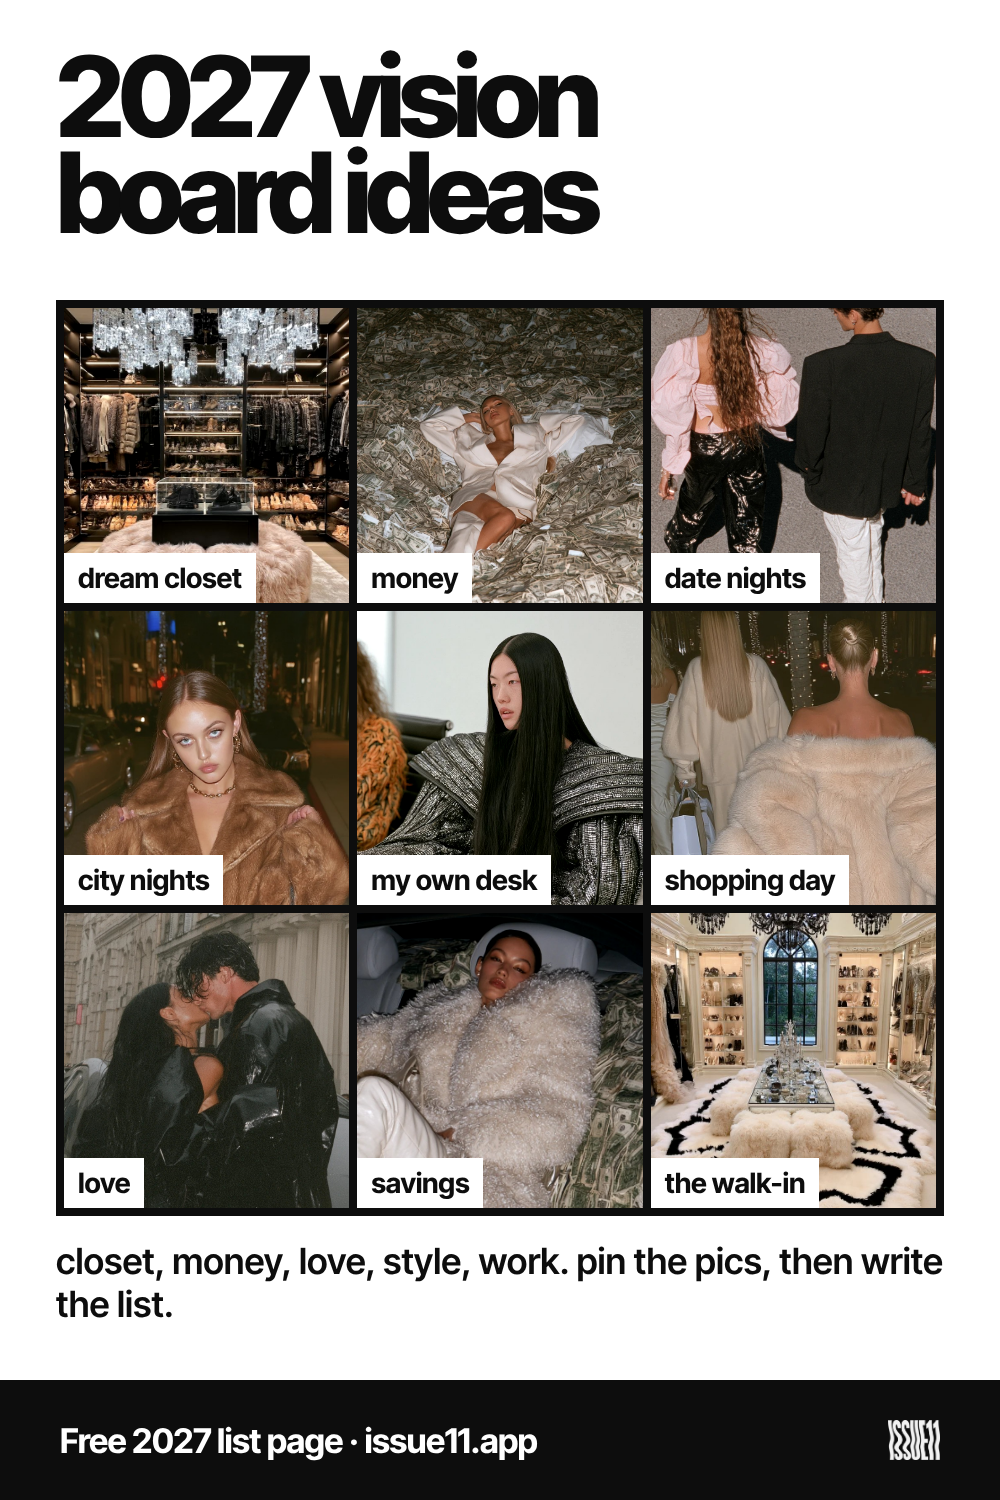 2027 vision
board ideas
dream closet
money
date nights
city nights
my own desk
shopping day
love
savings
the walk-in
closet, money, love, style, work. pin the pics, then write
the list.
Free 2027 list page · issue11.app
ISSUE11